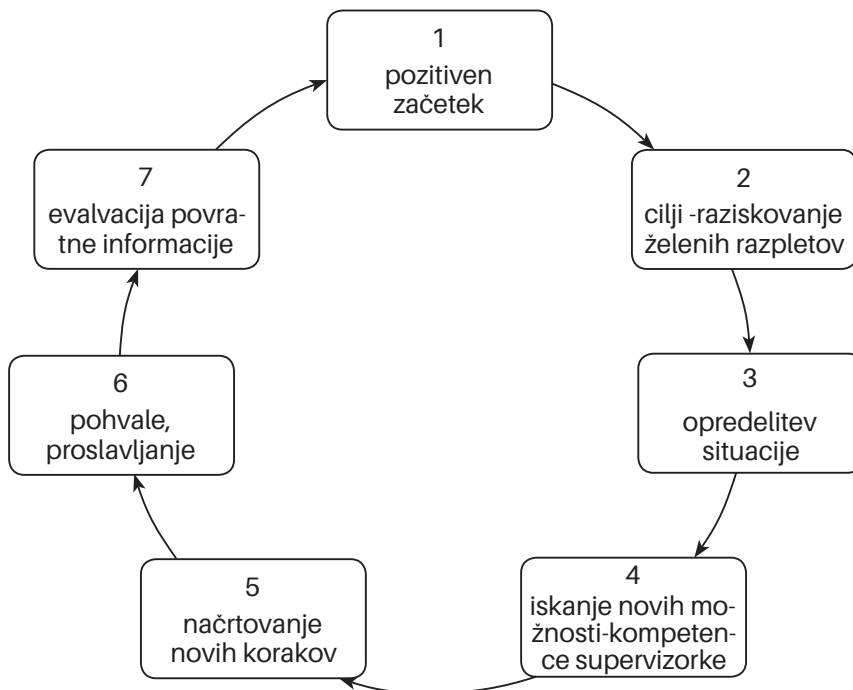 1
pozitiven
začetek
2
cilji -raziskovanje
želenih razpletov
3
opredelitev
situacije
4
iskanje novih mo-
žnosti-kompeten-
ce supervizorke
5
načrtovanje
novih korakov
6
pohvale,
proslavljanje
7
evalvacija povra-
tne informacije